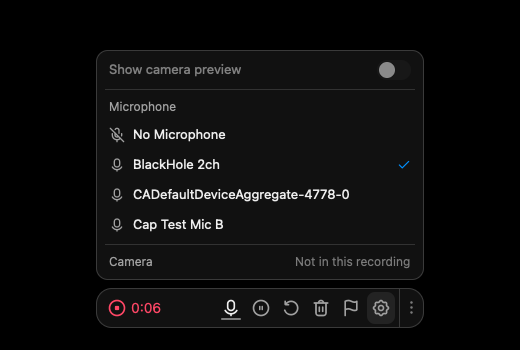 Show camera preview
Microphone
No Microphone
BlackHole 2ch
CADefaultDeviceAggregate-4778-0
Cap Test Mic B
Camera Not in this recording
0:06